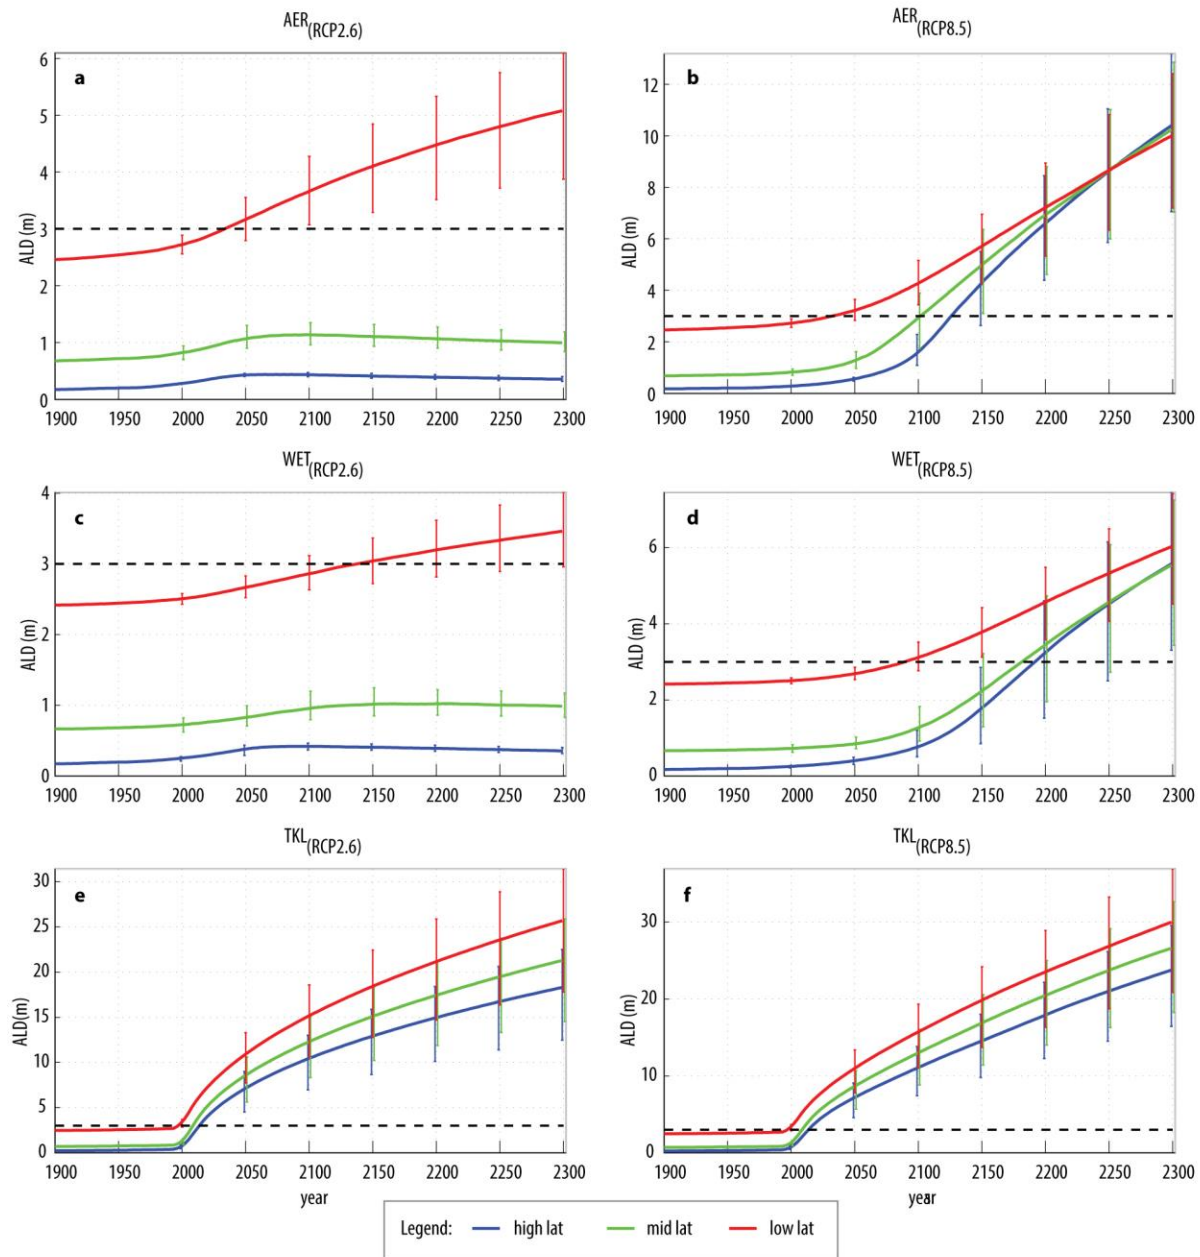 AER(RCP2.6)
a
6
5
4
3
2
1
0
ALD (m)
1900 1950 2000 2050 2100 2150 2200 2250 2300
AER(RCP8.5)
b
12
10
8
6
4
2
0
ALD (m)
1900 1950 2000 2050 2100 2150 2200 2250 2300
WET(RCP2.6)
c
4
3
2
1
0
ALD (m)
1900 1950 2000 2050 2100 2150 2200 2250 2300
WET(RCP8.5)
d
6
4
2
0
ALD (m)
1900 1950 2000 2050 2100 2150 2200 2250 2300
TKL(RCP2.6)
e
30
25
20
15
10
5
0
ALD(m)
1900 1950 2000 2050 2100 2150 2200 2250 2300
year
TKL(RCP8.5)
f
30
20
10
0
ALD (m)
1900 1950 2000 2050 2100 2150 2200 2250 2300
year
Legend: high lat mid lat low lat